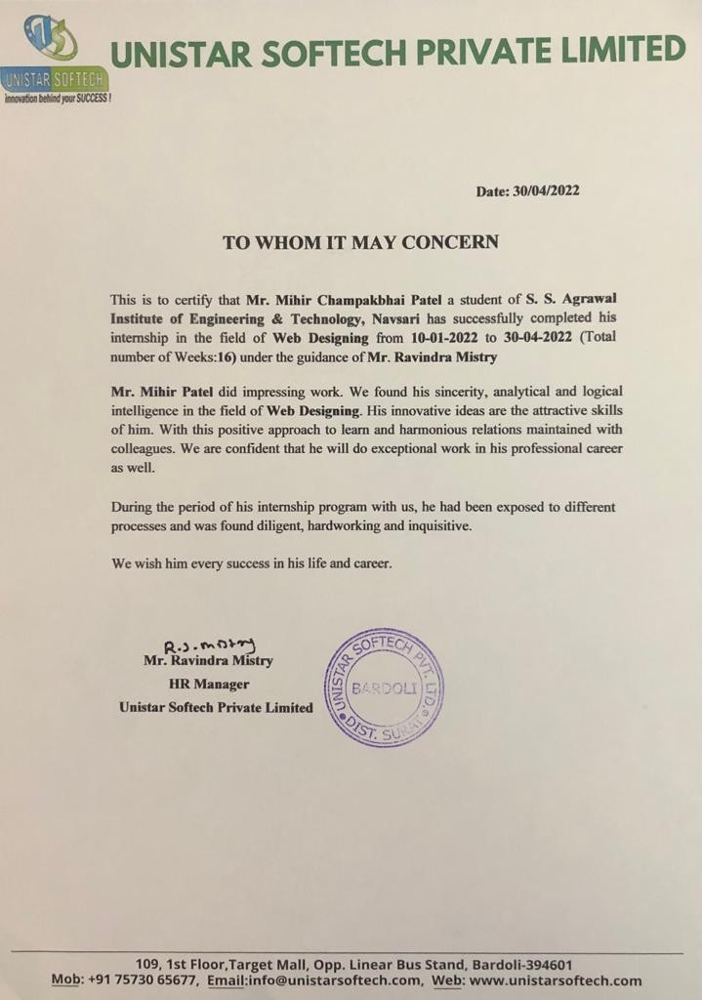 UNISTAR SOFTECH PRIVATE LIMITED
UNISTAR SOFTECH
innovation behind your SUCCESS !
Date: 30/04/2022
TO WHOM IT MAY CONCERN
This is to certify that Mr. Mihir Champakbhai Patel a student of S. S. Agrawal
Institute of Engineering & Technology, Navsari has successfully completed his
internship in the field of Web Designing from 10-01-2022 to 30-04-2022 (Total
number of Weeks:16) under the guidance of Mr. Ravindra Mistry
Mr. Mihir Patel did impressing work. We found his sincerity, analytical and logical
intelligence in the field of Web Designing. His innovative ideas are the attractive skills
of him. With this positive approach to learn and harmonious relations maintained with
colleagues. We are confident that he will do exceptional work in his professional career
as well.
During the period of his internship program with us, he had been exposed to different
processes and was found diligent, hardworking and inquisitive.
We wish him every success in his life and career.
R.J.Mistry
Mr. Ravindra Mistry
HR Manager
Unistar Softech Private Limited
UNISTAR SOFTECH PVT. LTD.
BARDOLI
DIST. SURAT
109, 1st Floor,Target Mall, Opp. Linear Bus Stand, Bardoli-394601
Mob: +91 75730 65677, Email:info@unistarsoftech.com, Web: www.unistarsoftech.com